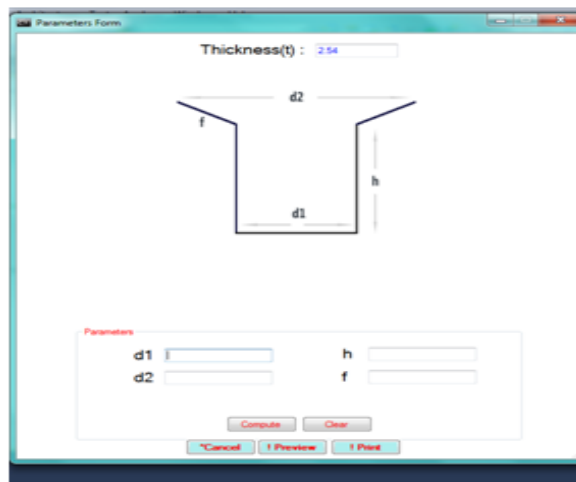 Parameters Form
Thickness(t) : 2.54
d2
f
h
d1
Parameters
d1 h
d2 f
Compute Clear
*Cancel ! Preview ! Print